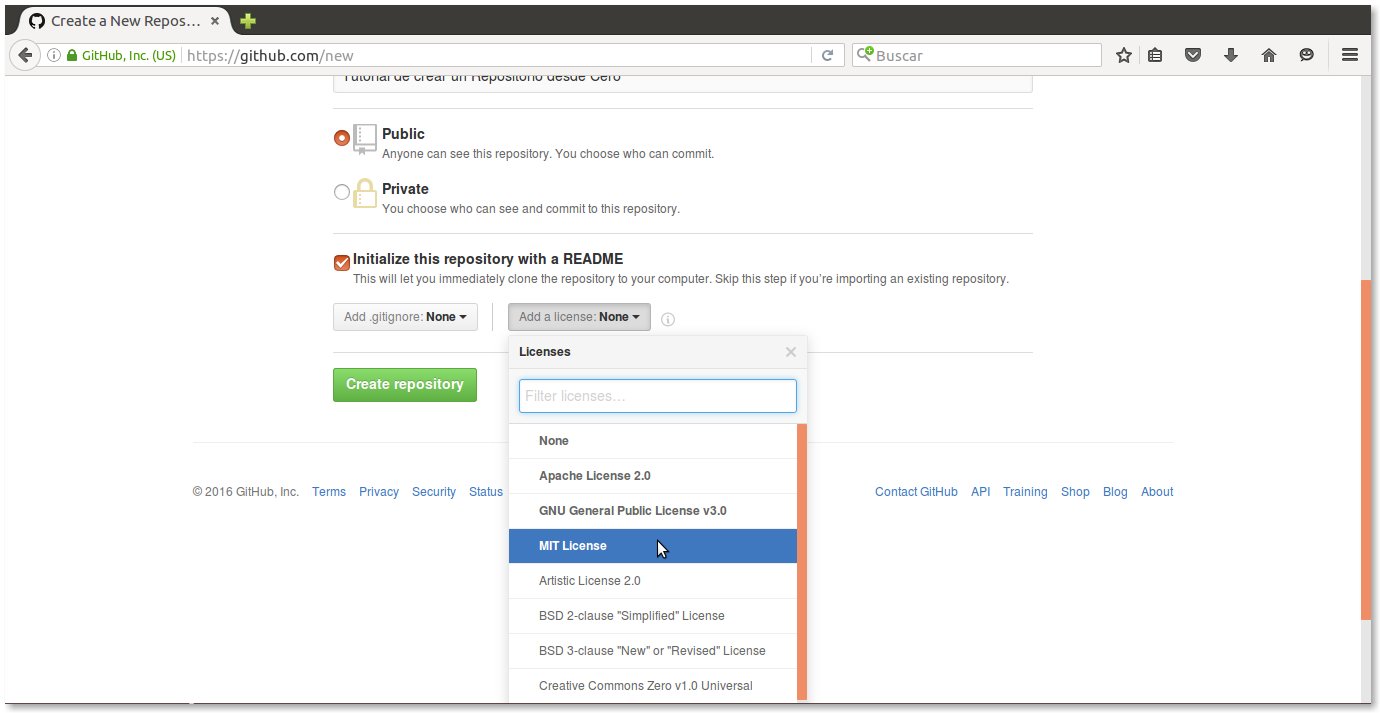 Create a New Repos...
GitHub, Inc. (US) https://github.com/new Buscar
Tutorial de crear un Repositorio desde Cero
Public
Anyone can see this repository. You choose who can commit.
Private
You choose who can see and commit to this repository.
Initialize this repository with a README
This will let you immediately clone the repository to your computer. Skip this step if you're importing an existing repository.
Add .gitignore: None Add a license: None
Licenses
Create repository
Filter licenses...
None
Apache License 2.0
© 2016 GitHub, Inc. Terms Privacy Security Status Contact GitHub API Training Shop Blog About
GNU General Public License v3.0
MIT License
Artistic License 2.0
BSD 2-clause "Simplified" License
BSD 3-clause "New" or "Revised" License
Creative Commons Zero v1.0 Universal